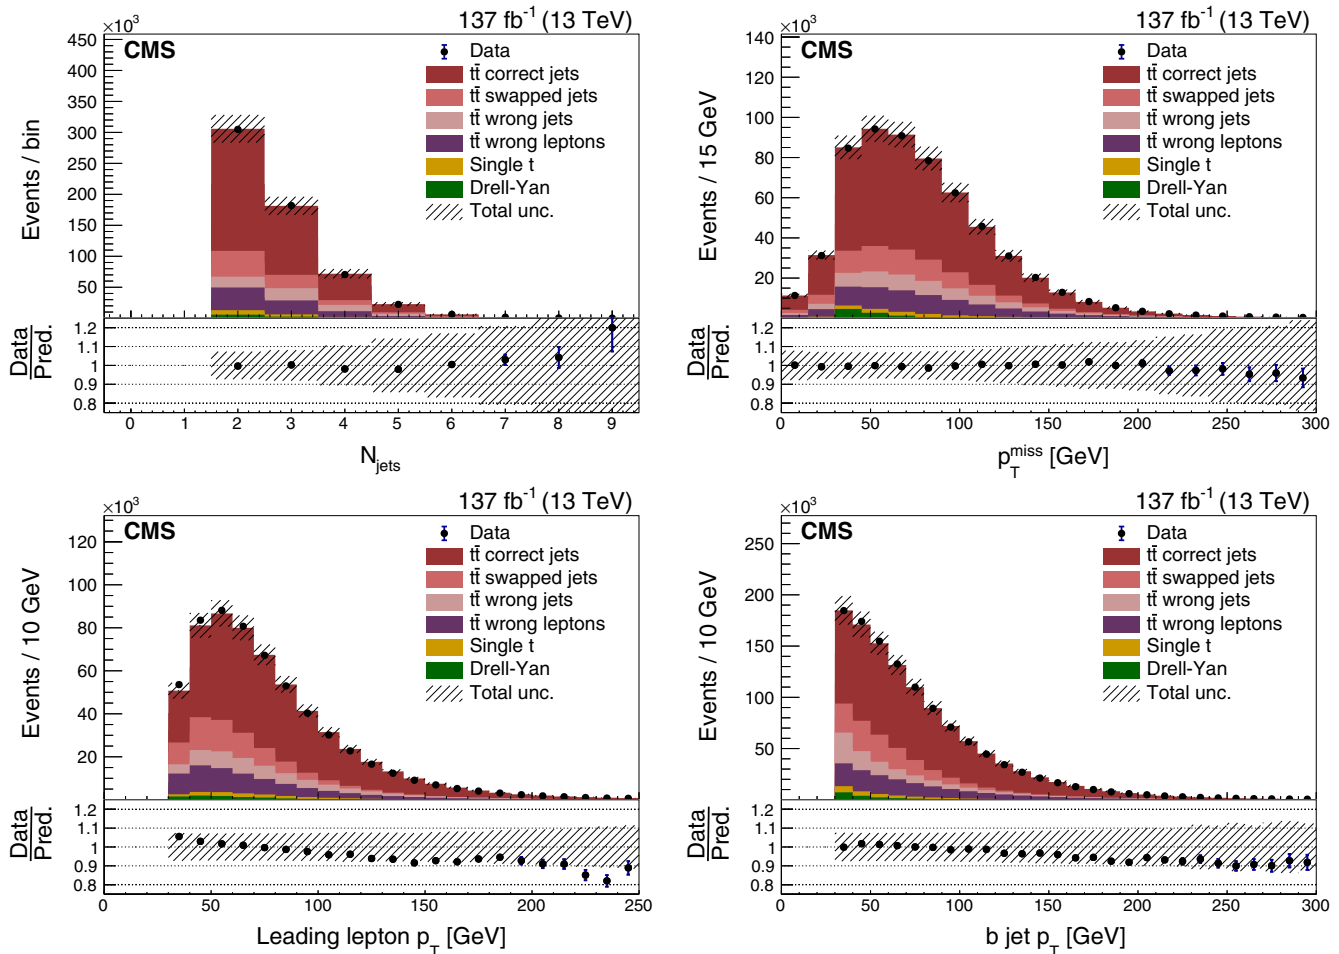 ×10³ 137 fb⁻¹ (13 TeV)
CMS
Data
tt̄ correct jets
tt̄ swapped jets
tt̄ wrong jets
tt̄ wrong leptons
Single t
Drell-Yan
Total unc.
Events / bin
450
400
350
300
250
200
150
100
50
Data
Pred.
1.2
1.1
1
0.9
0.8
0 1 2 3 4 5 6 7 8 9
N_jets
×10³ 137 fb⁻¹ (13 TeV)
CMS
Data
tt̄ correct jets
tt̄ swapped jets
tt̄ wrong jets
tt̄ wrong leptons
Single t
Drell-Yan
Total unc.
Events / 15 GeV
140
120
100
80
60
40
20
Data
Pred.
1.2
1.1
1
0.9
0.8
0 50 100 150 200 250 300
p_T^miss [GeV]
×10³ 137 fb⁻¹ (13 TeV)
CMS
Data
tt̄ correct jets
tt̄ swapped jets
tt̄ wrong jets
tt̄ wrong leptons
Single t
Drell-Yan
Total unc.
Events / 10 GeV
120
100
80
60
40
20
Data
Pred.
1.2
1.1
1
0.9
0.8
0 50 100 150 200 250
Leading lepton p_T [GeV]
×10³ 137 fb⁻¹ (13 TeV)
CMS
Data
tt̄ correct jets
tt̄ swapped jets
tt̄ wrong jets
tt̄ wrong leptons
Single t
Drell-Yan
Total unc.
Events / 10 GeV
250
200
150
100
50
Data
Pred.
1.2
1.1
1
0.9
0.8
0 50 100 150 200 250 300
b jet p_T [GeV]